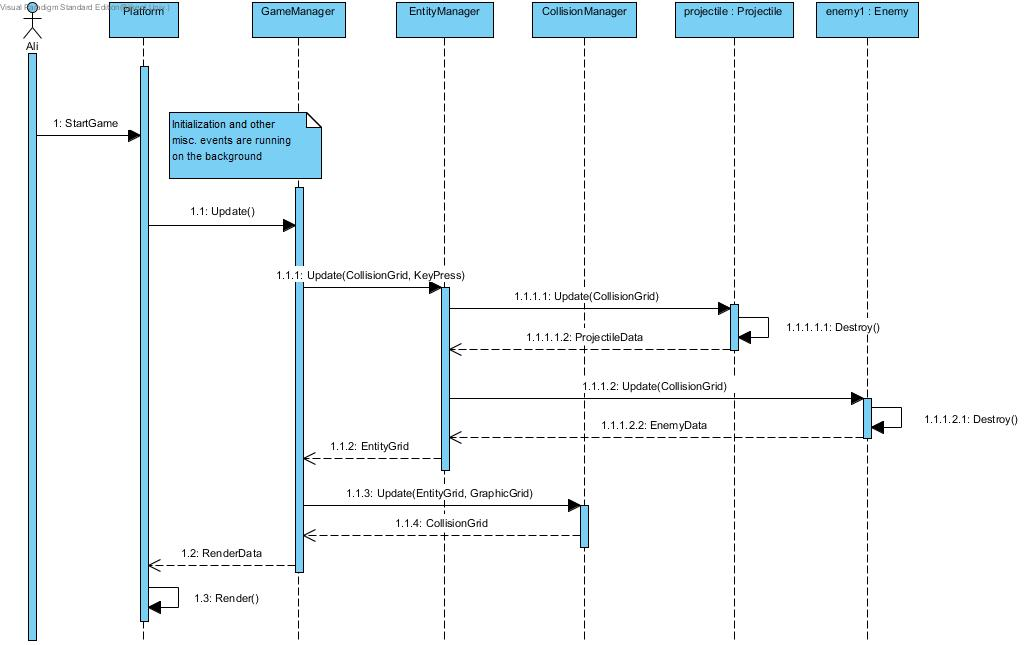 Visual Paradigm Standard Edition
Platform
GameManager
EntityManager
CollisionManager
projectile : Projectile
enemy1 : Enemy
Ali
1: StartGame
Initialization and other
misc. events are running
on the background
1.1: Update()
1.1.1: Update(CollisionGrid, KeyPress)
1.1.1.1: Update(CollisionGrid)
1.1.1.1.1: Destroy()
1.1.1.1.2: ProjectileData
1.1.1.2: Update(CollisionGrid)
1.1.1.2.1: Destroy()
1.1.1.2.2: EnemyData
1.1.2: EntityGrid
1.1.3: Update(EntityGrid, GraphicGrid)
1.1.4: CollisionGrid
1.2: RenderData
1.3: Render()